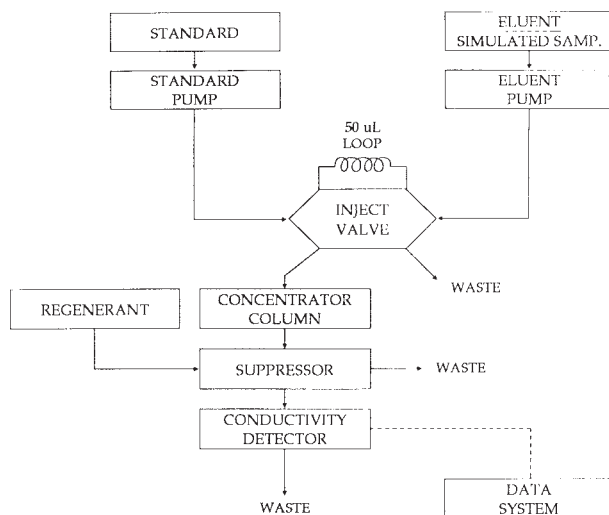 STANDARD
ELUENT
SIMULATED SAMP.
STANDARD
PUMP
ELUENT
PUMP
50 uL
LOOP
INJECT
VALVE
WASTE
REGENERANT
CONCENTRATOR
COLUMN
SUPPRESSOR
WASTE
CONDUCTIVITY
DETECTOR
WASTE
DATA
SYSTEM